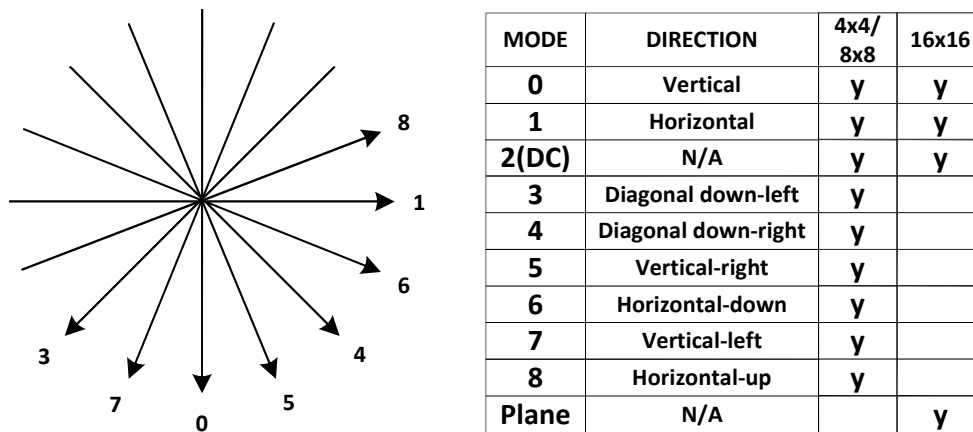 8
1
6
3
4
7
5
0
MODE DIRECTION 4x4/ 8x8 16x16
0 Vertical y y
1 Horizontal y y
2(DC) N/A y y
3 Diagonal down-left y
4 Diagonal down-right y
5 Vertical-right y
6 Horizontal-down y
7 Vertical-left y
8 Horizontal-up y
Plane N/A y